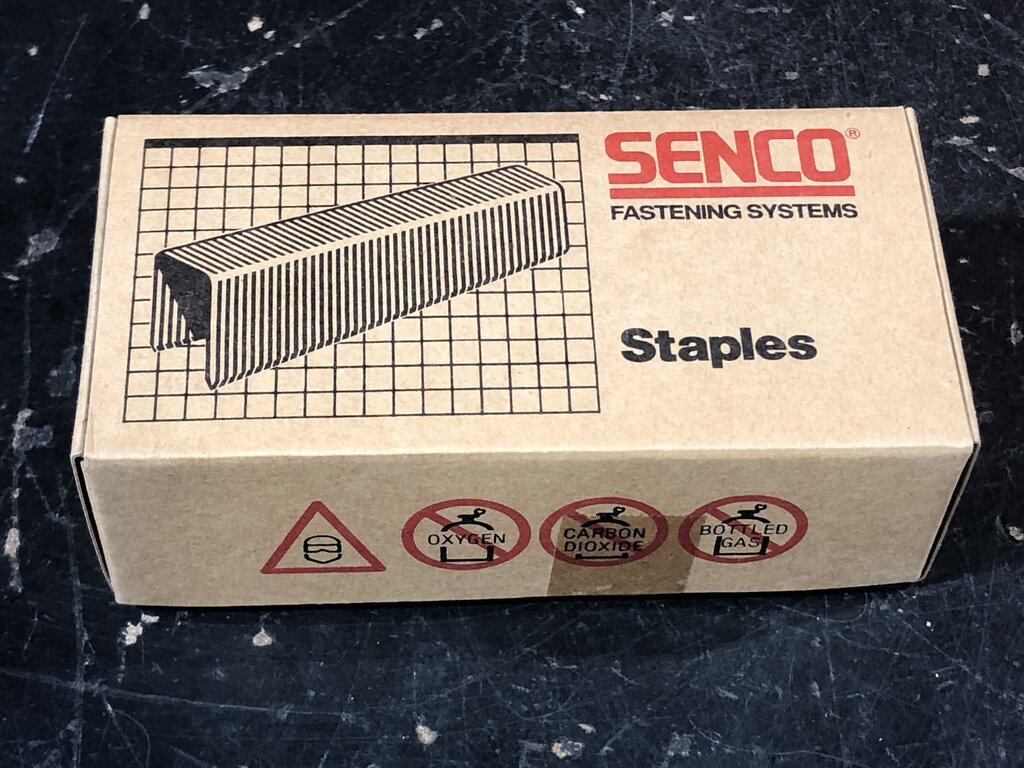 SENCO®
FASTENING SYSTEMS
Staples
OXYGEN
CARBON
DIOXIDE
BOTTLED
GAS